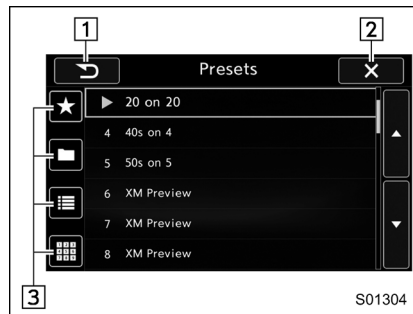 1
2
Presets
20 on 20
4 40s on 4
5 50s on 5
6 XM Preview
7 XM Preview
8 XM Preview
3
S01304